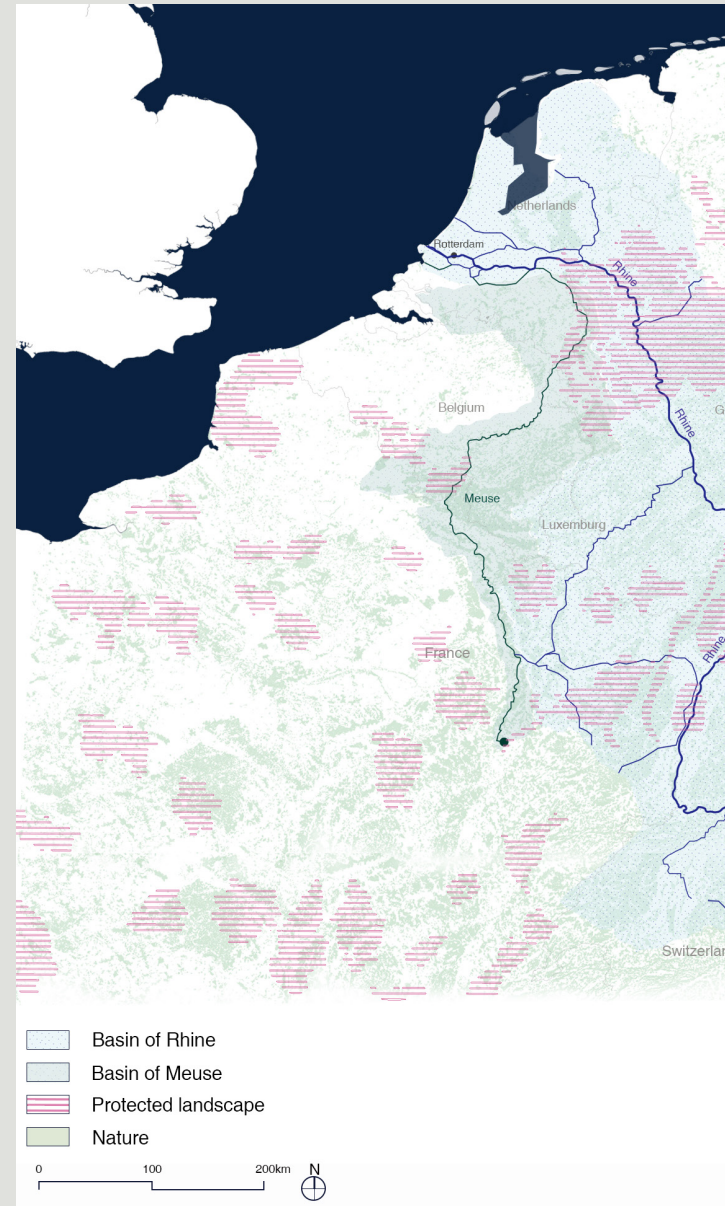 Netherlands
Rotterdam
Rhine
Belgium
G
Rhine
Meuse
Luxemburg
Rhine
France
Switzerlan
Basin of Rhine
Basin of Meuse
Protected landscape
Nature
0 100 200km N